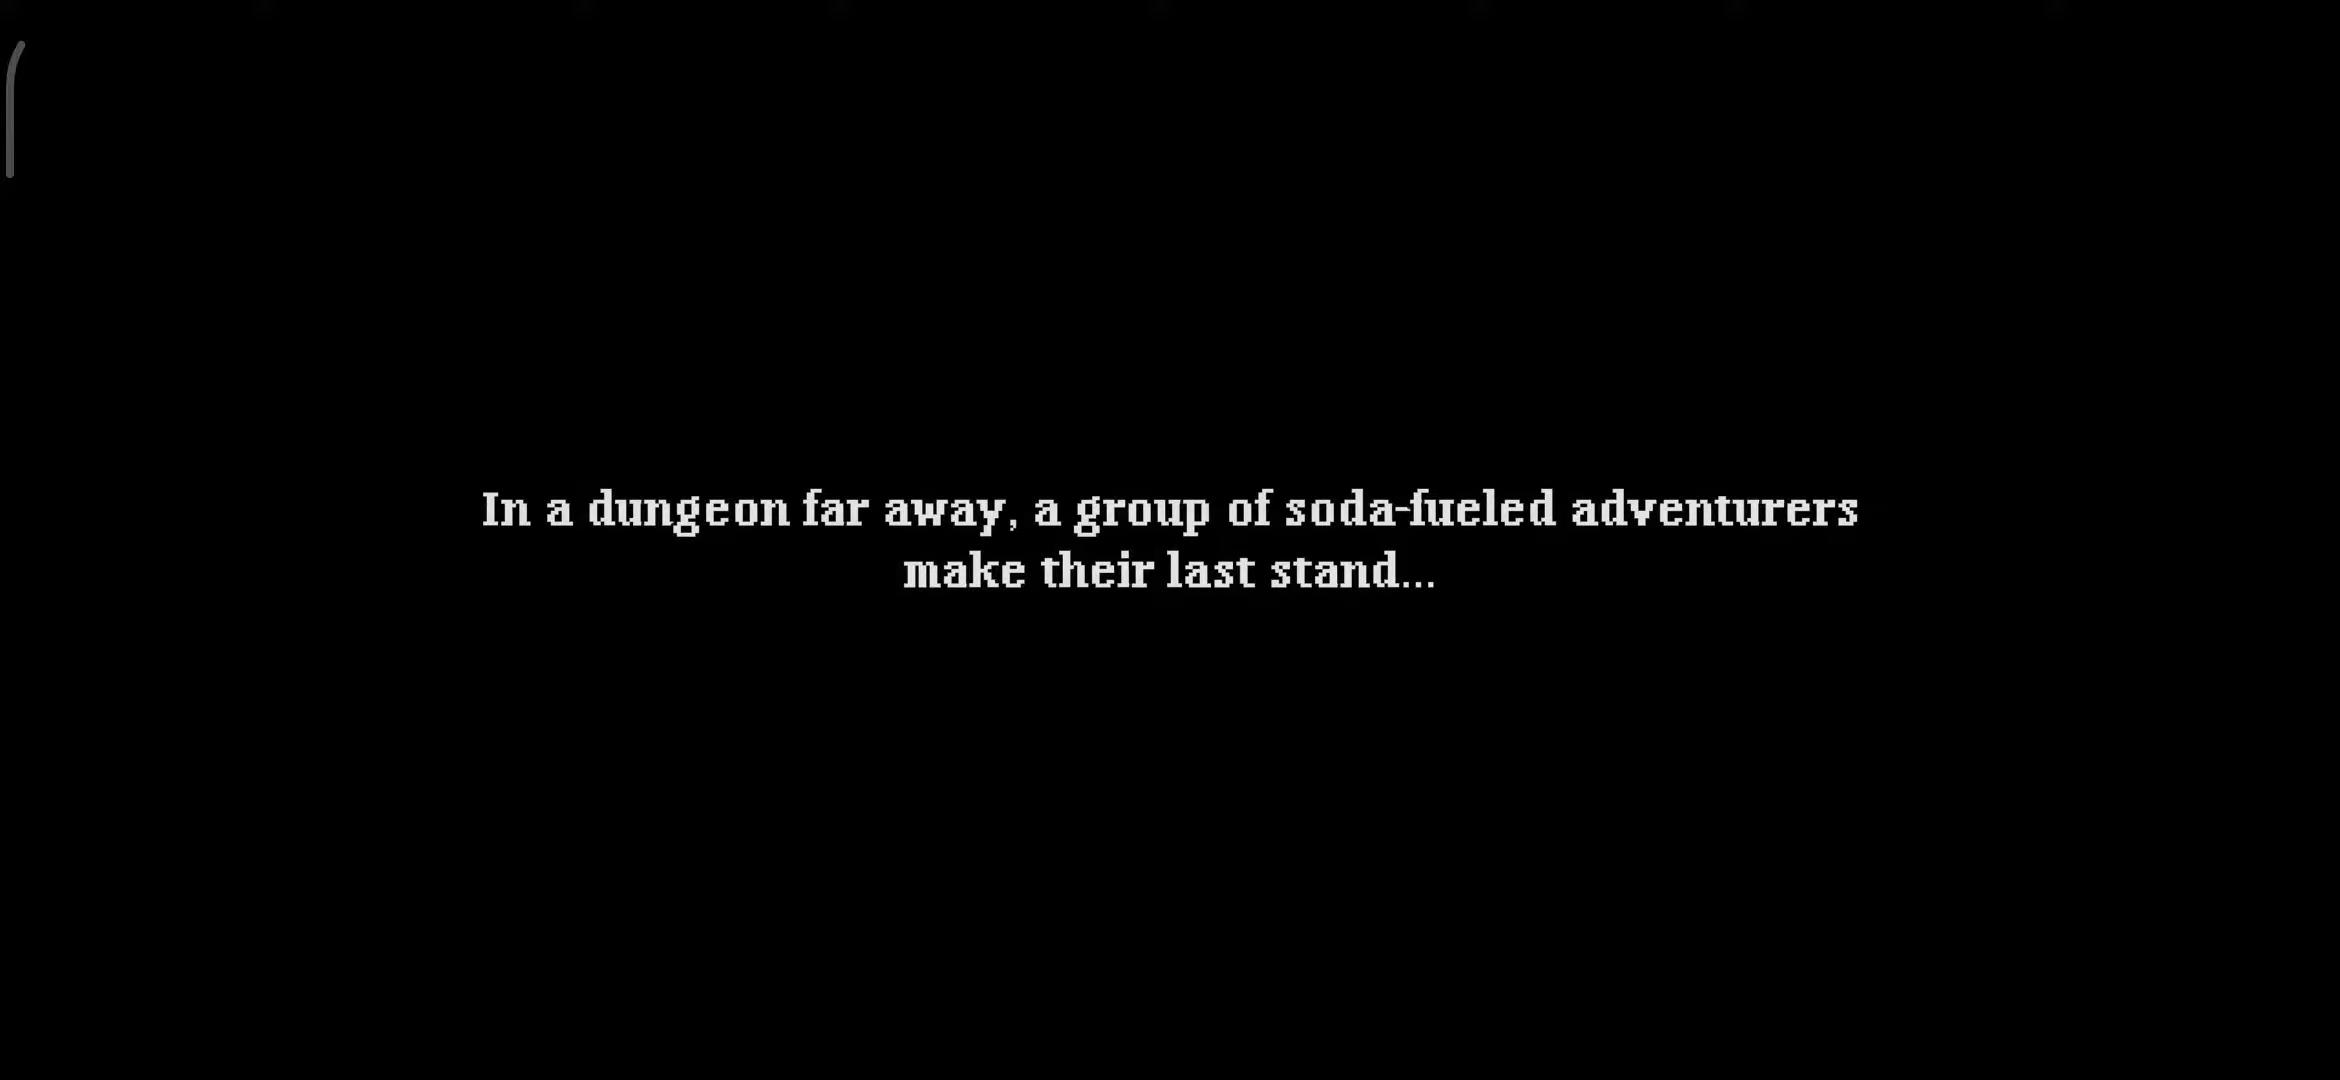 In a dungeon far away, a group of soda-fueled adventurers
make their last stand...